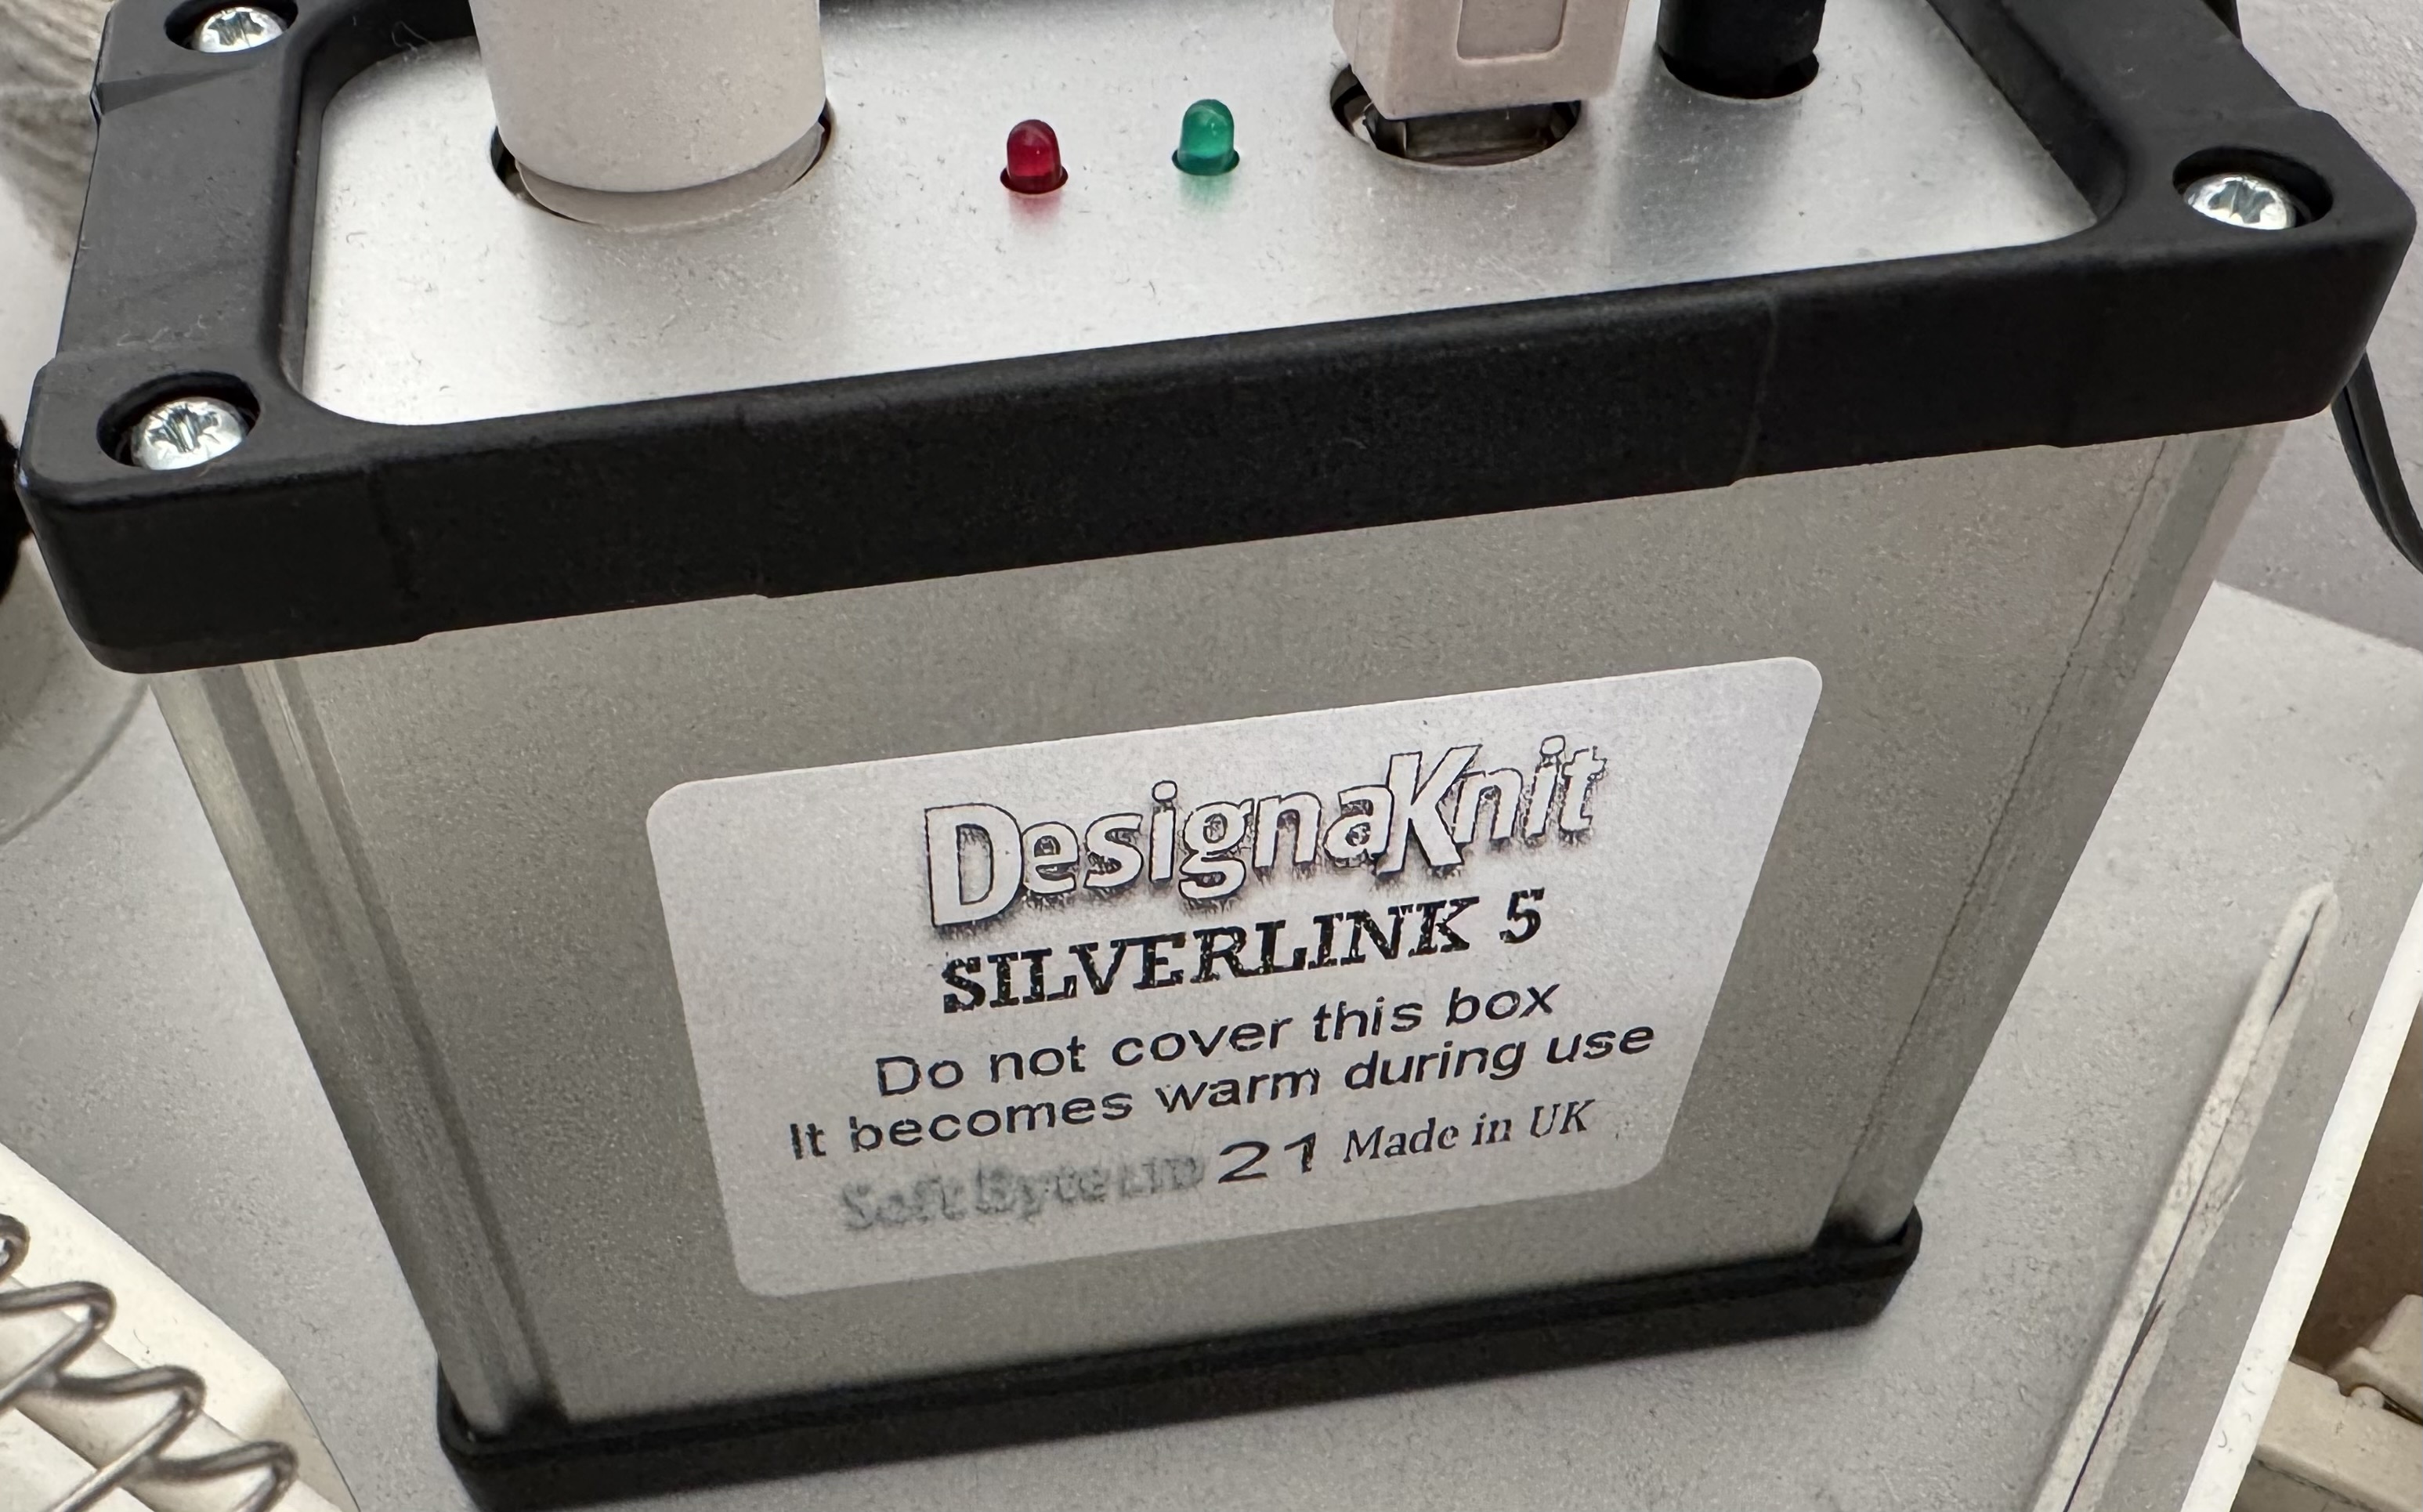 DesignaKnit
SILVERLINK 5
Do not cover this box
It becomes warm during use
Soft Byte LTD 21 Made in UK